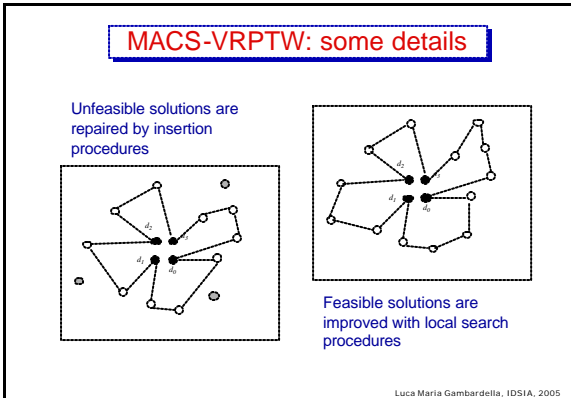 MACS-VRPTW: some details
Unfeasible solutions are
repaired by insertion
procedures
d2
d3
d1
d0
d2
d3
d1
d0
Feasible solutions are
improved with local search
procedures
Luca Maria Gambardella, IDSIA, 2005